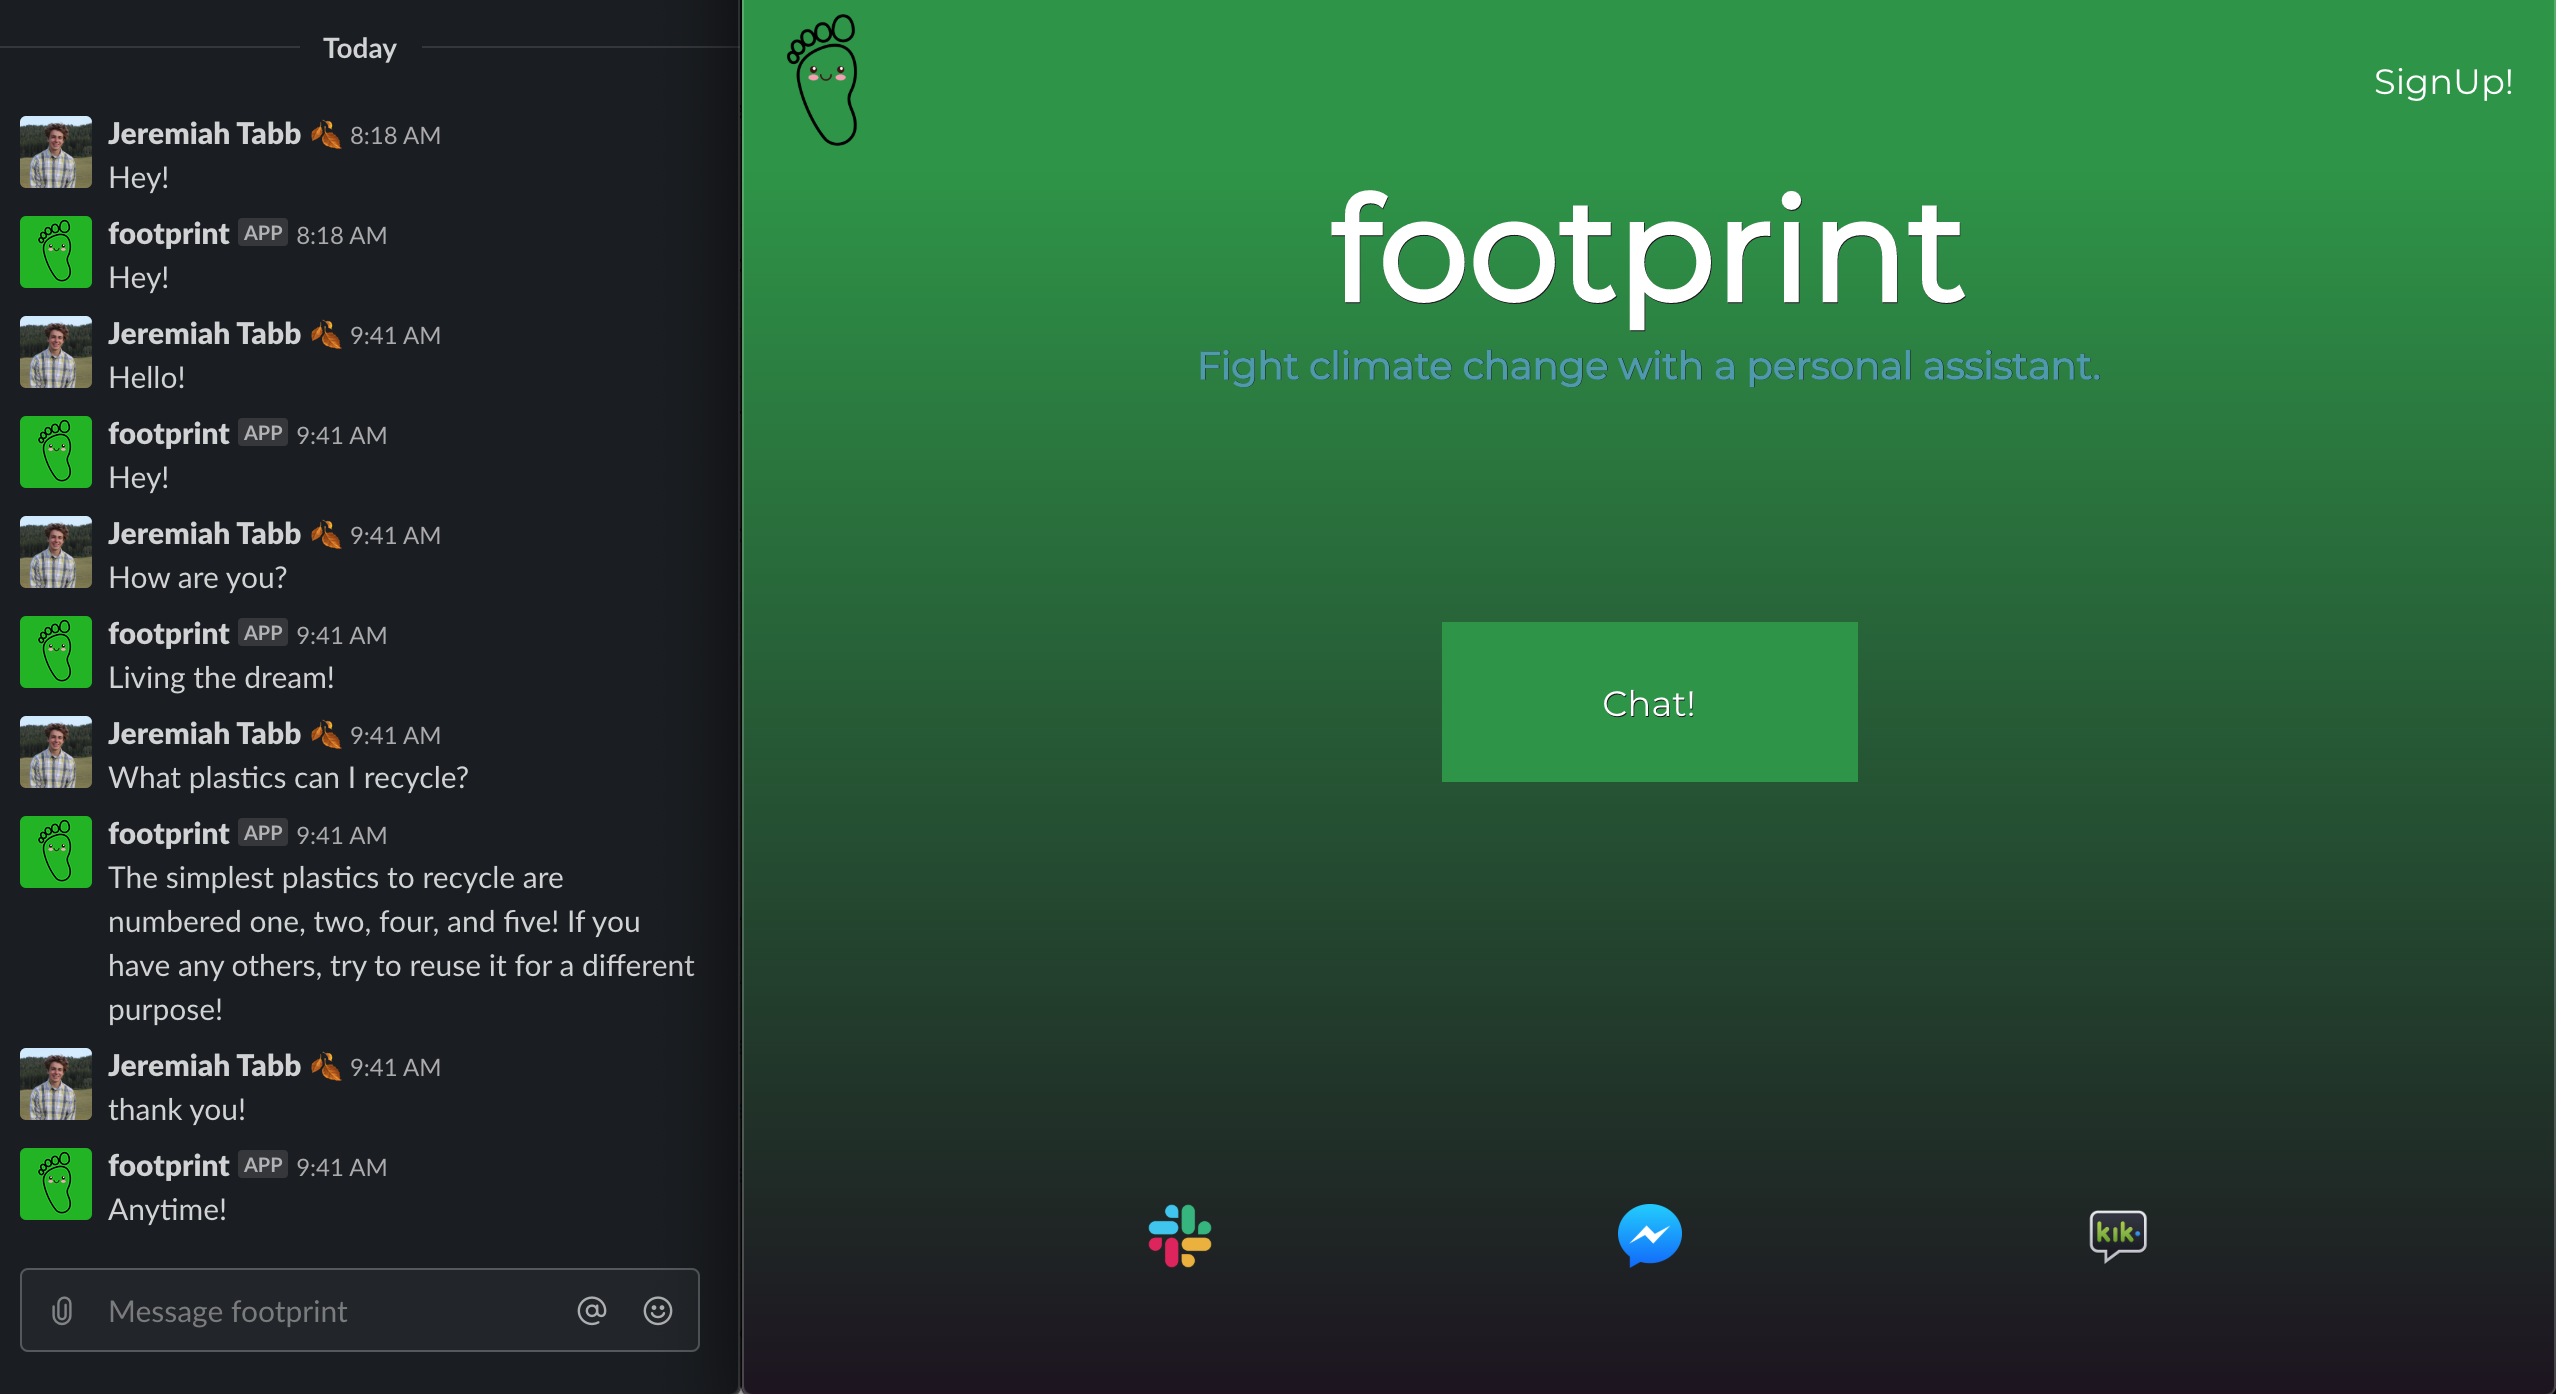 Today
Jeremiah Tabb 8:18 AM
Hey!
footprint APP 8:18 AM
Hey!
Jeremiah Tabb 9:41 AM
Hello!
footprint APP 9:41 AM
Hey!
Jeremiah Tabb 9:41 AM
How are you?
footprint APP 9:41 AM
Living the dream!
Jeremiah Tabb 9:41 AM
What plastics can I recycle?
footprint APP 9:41 AM
The simplest plastics to recycle are
numbered one, two, four, and five! If you
have any others, try to reuse it for a different
purpose!
Jeremiah Tabb 9:41 AM
thank you!
footprint APP 9:41 AM
Anytime!
Message footprint
SignUp!
footprint
Fight climate change with a personal assistant.
Chat!
kik